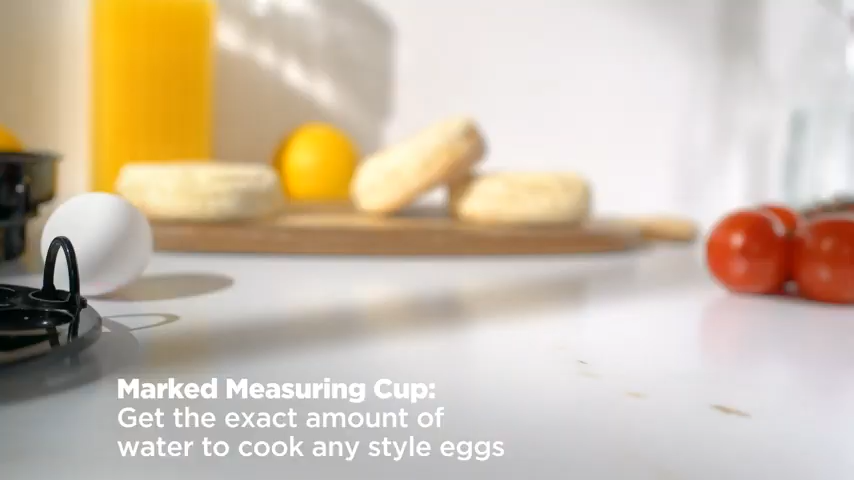 Marked Measuring Cup:
Get the exact amount of
water to cook any style eggs